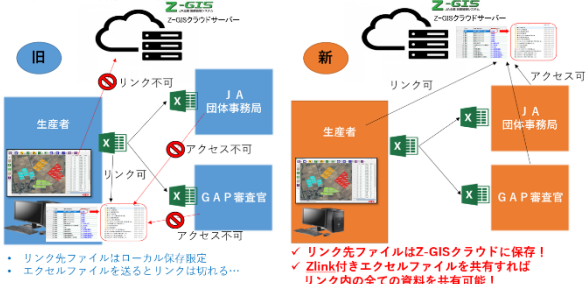 Z-GIS
Z-GISクラウドサーバー
旧
リンク不可
生産者
JA
団体事務局
アクセス不可
リンク可
GAP審査官
アクセス不可
・ リンク先ファイルはローカル保存限定
・ エクセルファイルを送るとリンクは切れる…
Z-GIS
Z-GISクラウドサーバー
新
リンク可
アクセス可
生産者
JA
団体事務局
GAP審査官
✓ リンク先ファイルはZ-GISクラウドに保存！
✓ Zlink付きエクセルファイルを共有すれば
リンク内の全ての資料を共有可能！